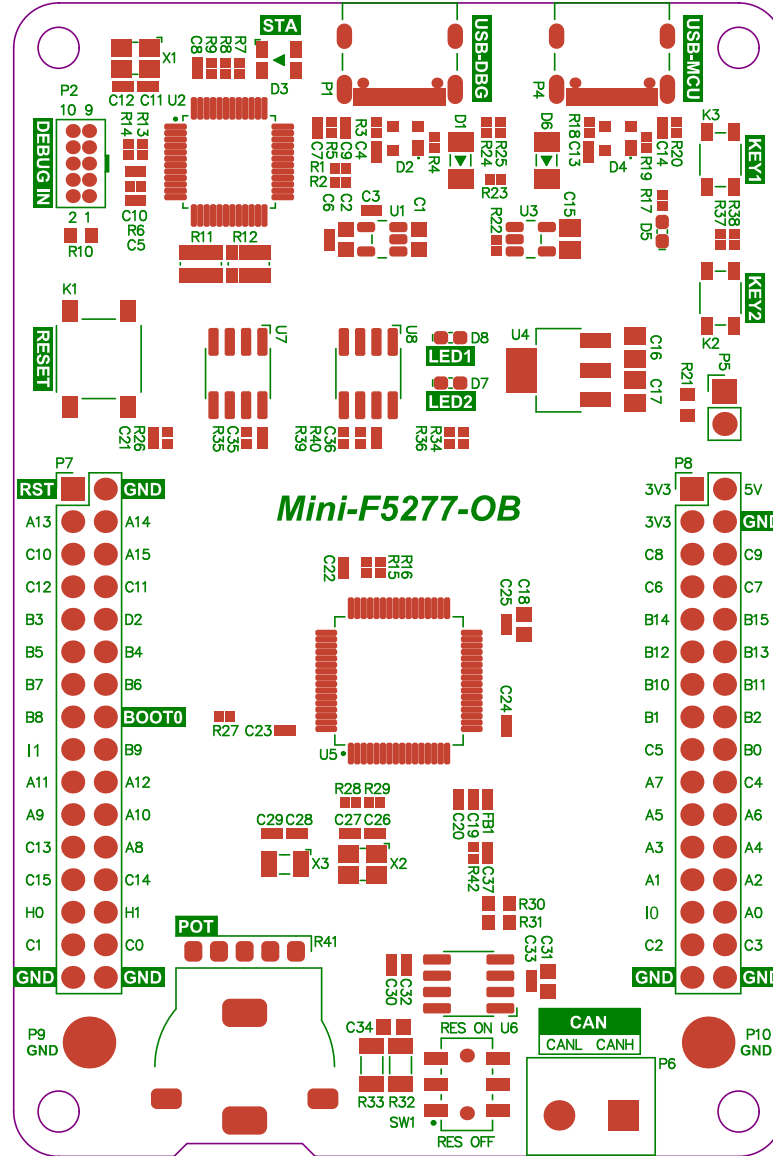 STA
USB-DBG
USB-MCU
X1
C8
R9
R8
R7
D3
P1
P4
P2
C12 C11 U2
10 9
R14
R13
DEBUG IN
2 1
R10
C10
R6
C5
C7
R5
C9
R3
C4
R1
R2
D2
R4
D1
R24
R25
R23
D6
R18
C13
D4
R19
C14
R20
R17
D5
K3
KEY1
R37
R38
KEY2
K2
R11
R12
C6
C2
C3
U1
C1
R22
U3
C15
K1
RESET
U7
U8
D8
LED1
D7
LED2
U4
C16
C17
R21
P5
C21
R26
R35
C35
R39
R40
C36
R36
R34
P7
P8
RST GND
3V3 5V
Mini-F5277-OB
A13 A14
3V3 GND
C10 A15
C8 C9
C12 C11
C6 C7
B3 D2
B14 B15
B5 B4
B12 B13
B7 B6
B10 B11
B8 BOOT0
B1 B2
I1 B9
C5 B0
A11 A12
A7 C4
A9 A10
A5 A6
C13 A8
A3 A4
C15 C14
A1 A2
H0 H1
I0 A0
C1 C0
C2 C3
GND GND
GND GND
C22
R15
R16
C25
C18
C24
R27
C23
U5
R28 R29
C29 C28
C27 C26
X3
X2
C20
C19
FB1
R42
C37
R30
R31
POT
R41
C30
C32
C33
C31
RES ON U6
C34
R33 R32
SW1
RES OFF
CAN
CANL CANH
P6
P9
GND
P10
GND